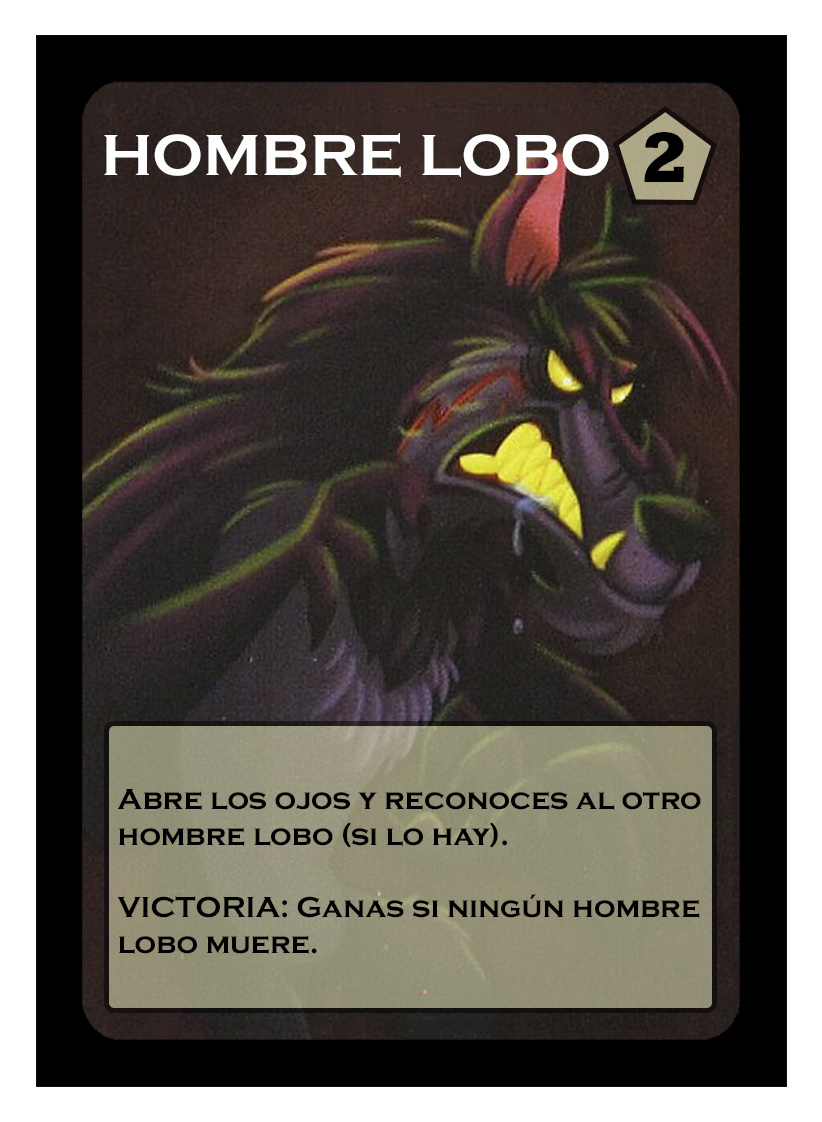 HOMBRE LOBO 2
ABRE LOS OJOS Y RECONOCES AL OTRO
HOMBRE LOBO (SI LO HAY).
VICTORIA: GANAS SI NINGÚN HOMBRE
LOBO MUERE.